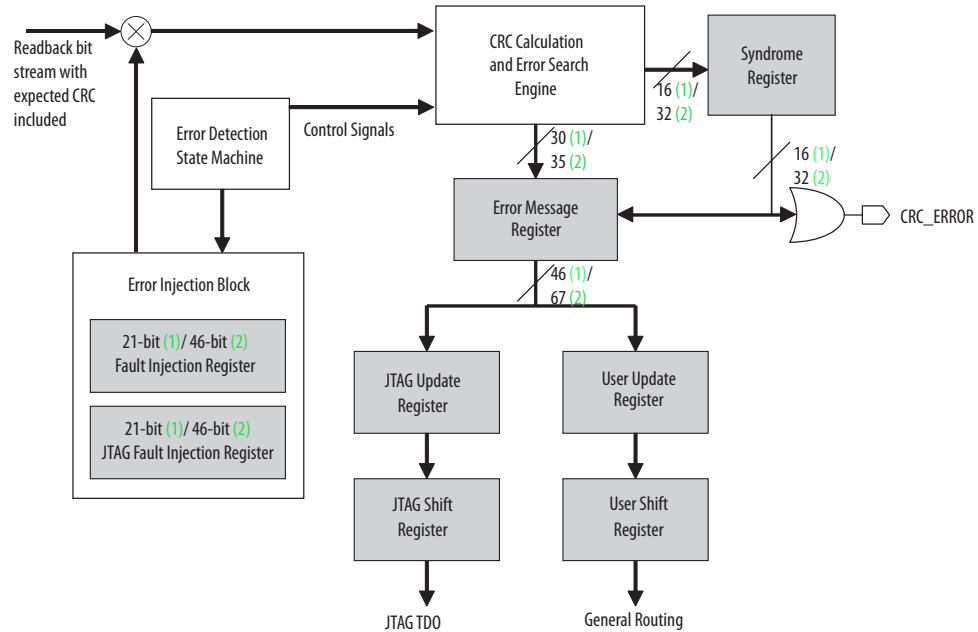 Readback bit
stream with
expected CRC
included
Error Detection
State Machine
Control Signals
CRC Calculation
and Error Search
Engine
16 (1)/
32 (2)
Syndrome
Register
30 (1)/
35 (2)
16 (1)/
32 (2)
Error Message
Register
CRC_ERROR
Error Injection Block
21-bit (1)/ 46-bit (2)
Fault Injection Register
21-bit (1)/ 46-bit (2)
JTAG Fault Injection Register
46 (1)/
67 (2)
JTAG Update
Register
User Update
Register
JTAG Shift
Register
User Shift
Register
JTAG TDO
General Routing